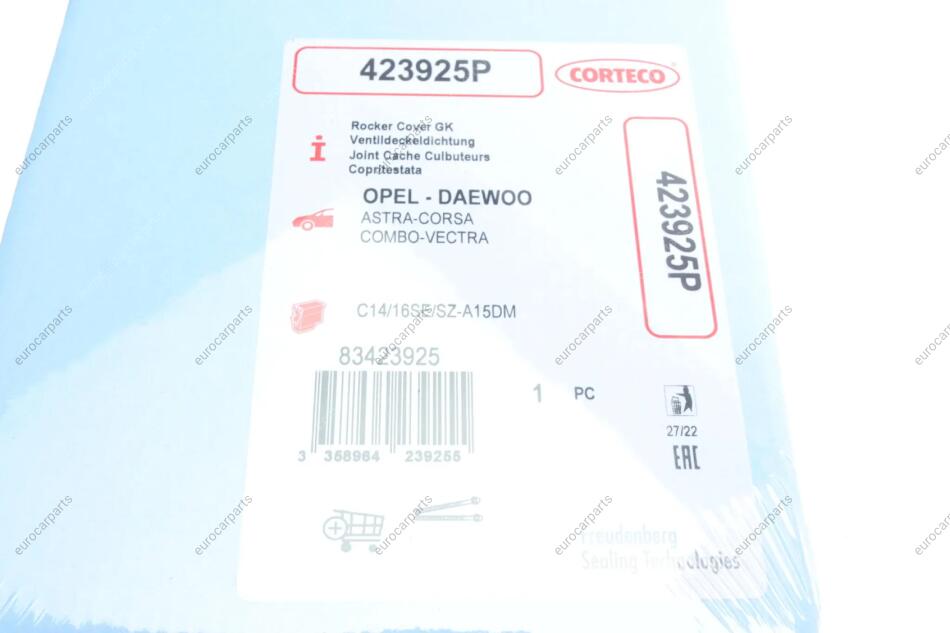 423925P
CORTECO
Rocker Cover GK
Ventildeckeldichtung
Joint Cache Culbuteurs
Copritestata
OPEL - DAEWOO
ASTRA-CORSA
COMBO-VECTRA
423925P
C14/16SE/SZ-A15DM
83423925
1 PC
3 358964 239255
27/22
EAC
Freudenberg
Sealing Technologies
eurocarparts